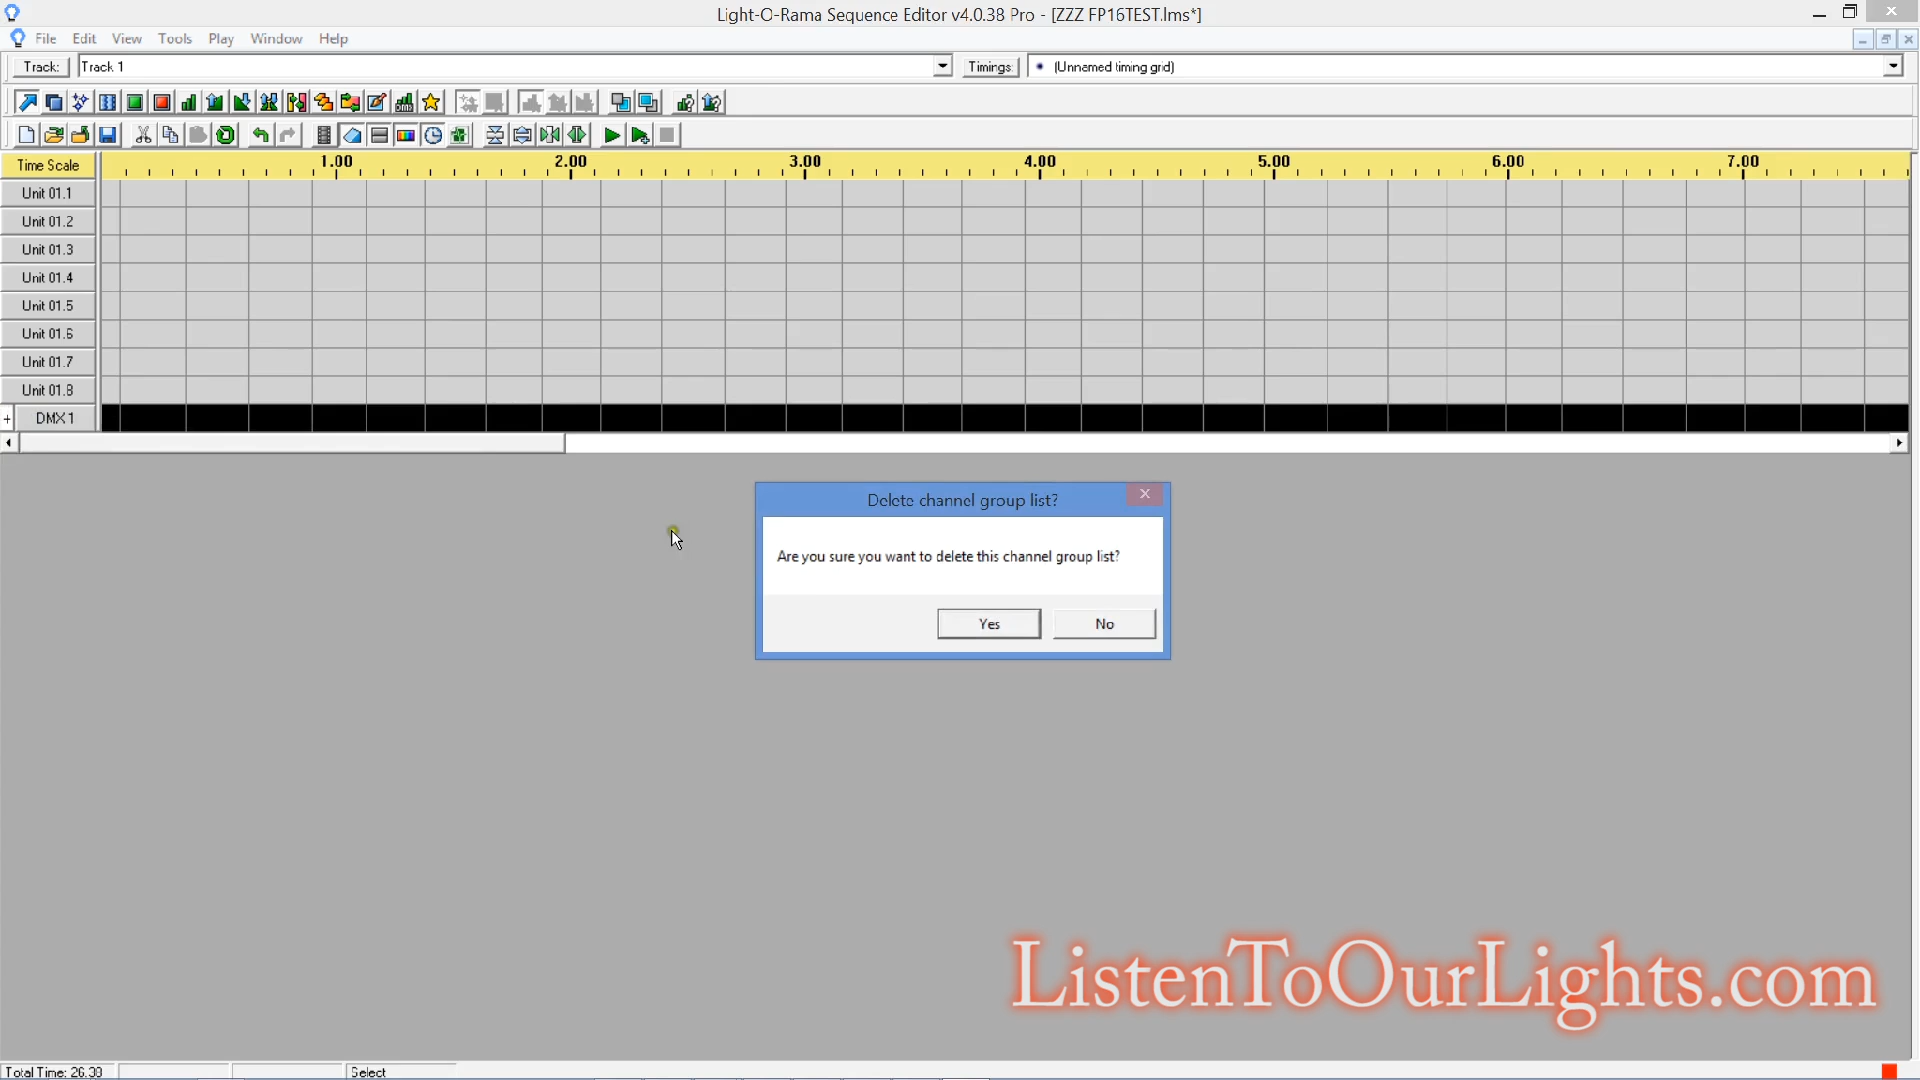 Light-O-Rama Sequence Editor v4.0.38 Pro - [ZZZ FP16TEST.lms*]
File Edit View Tools Play Window Help
Track: Track 1 Timings: (Unnamed timing grid)
Time Scale 1.00 2.00 3.00 4.00 5.00 6.00 7.00
Unit 01.1
Unit 01.2
Unit 01.3
Unit 01.4
Unit 01.5
Unit 01.6
Unit 01.7
Unit 01.8
+ DMX1
Delete channel group list?
Are you sure you want to delete this channel group list?
Yes No
ListenToOurLights.com
Total Time: 26.38 Select